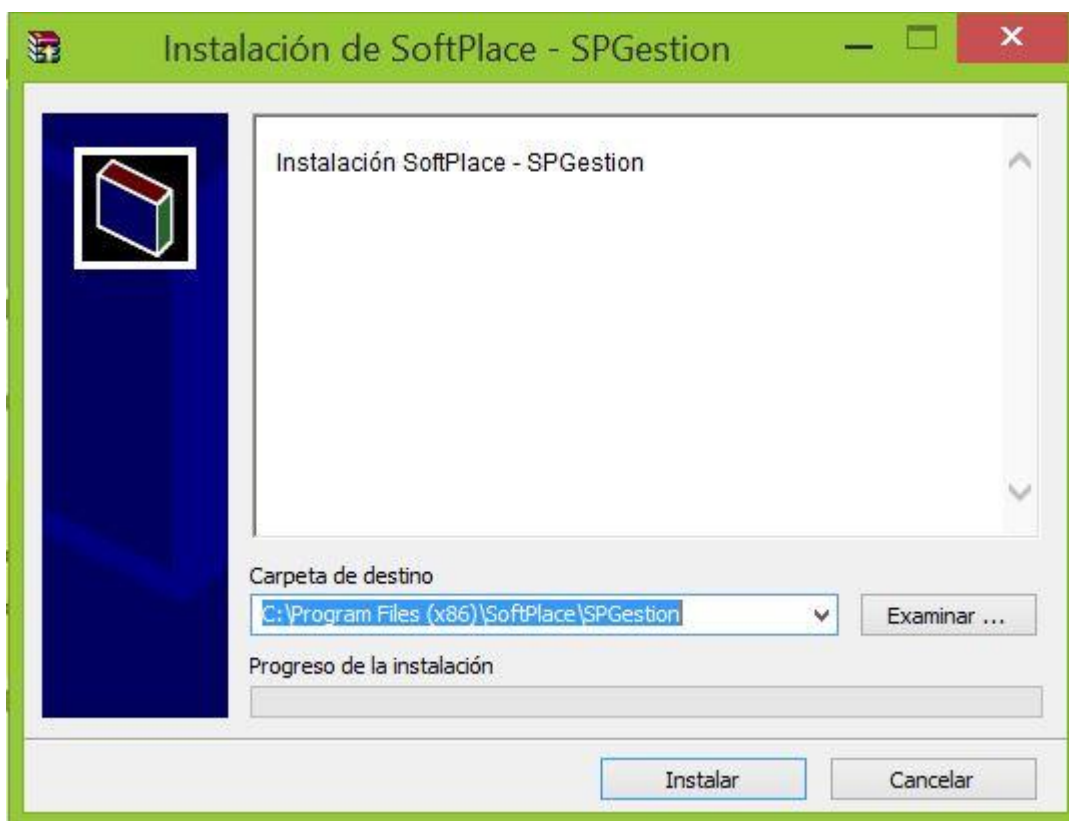 Instalación de SoftPlace - SPGestion
Instalación SoftPlace - SPGestion
Carpeta de destino
C:\Program Files (x86)\SoftPlace\SPGestion
Examinar ...
Progreso de la instalación
Instalar
Cancelar